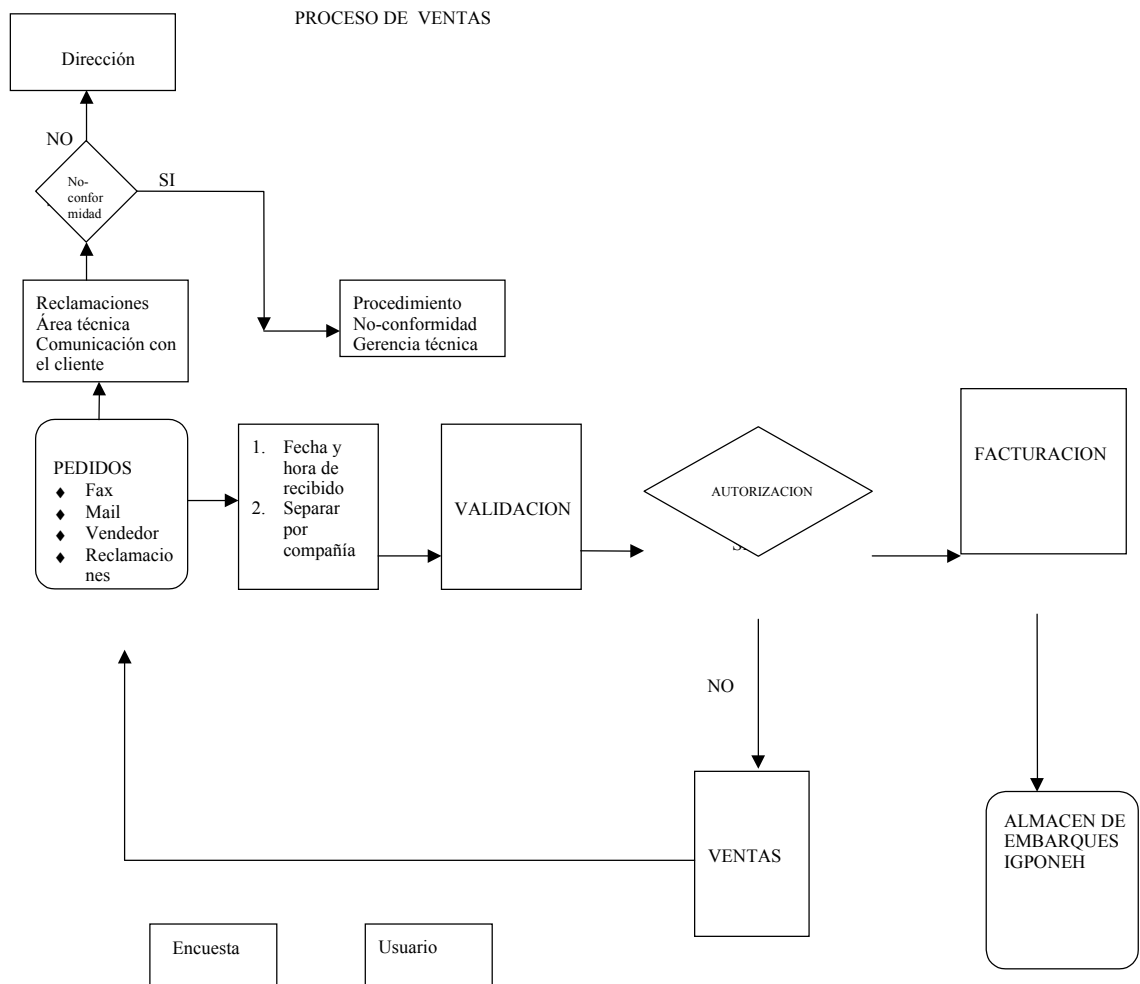 PROCESO DE VENTAS
Dirección
NO
No-
confor
midad
SI
Reclamaciones
Área técnica
Comunicación con
el cliente
Procedimiento
No-conformidad
Gerencia técnica
PEDIDOS
♦ Fax
♦ Mail
♦ Vendedor
♦ Reclamacio
nes
1. Fecha y
hora de
recibido
2. Separar
por
compañía
VALIDACION
AUTORIZACION
FACTURACION
NO
VENTAS
ALMACEN DE
EMBARQUES
IGPONEH
Encuesta
Usuario